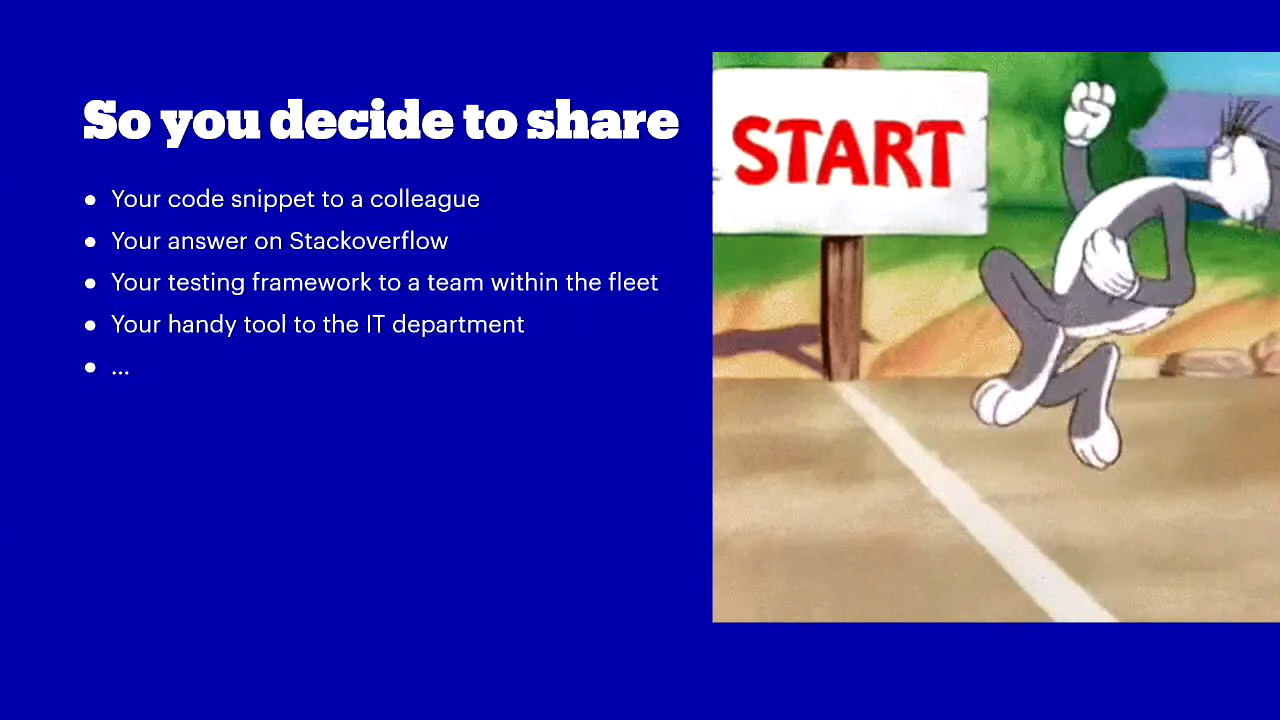 So you decide to share
● Your code snippet to a colleague
● Your answer on Stackoverflow
● Your testing framework to a team within the fleet
● Your handy tool to the IT department
● ...
START